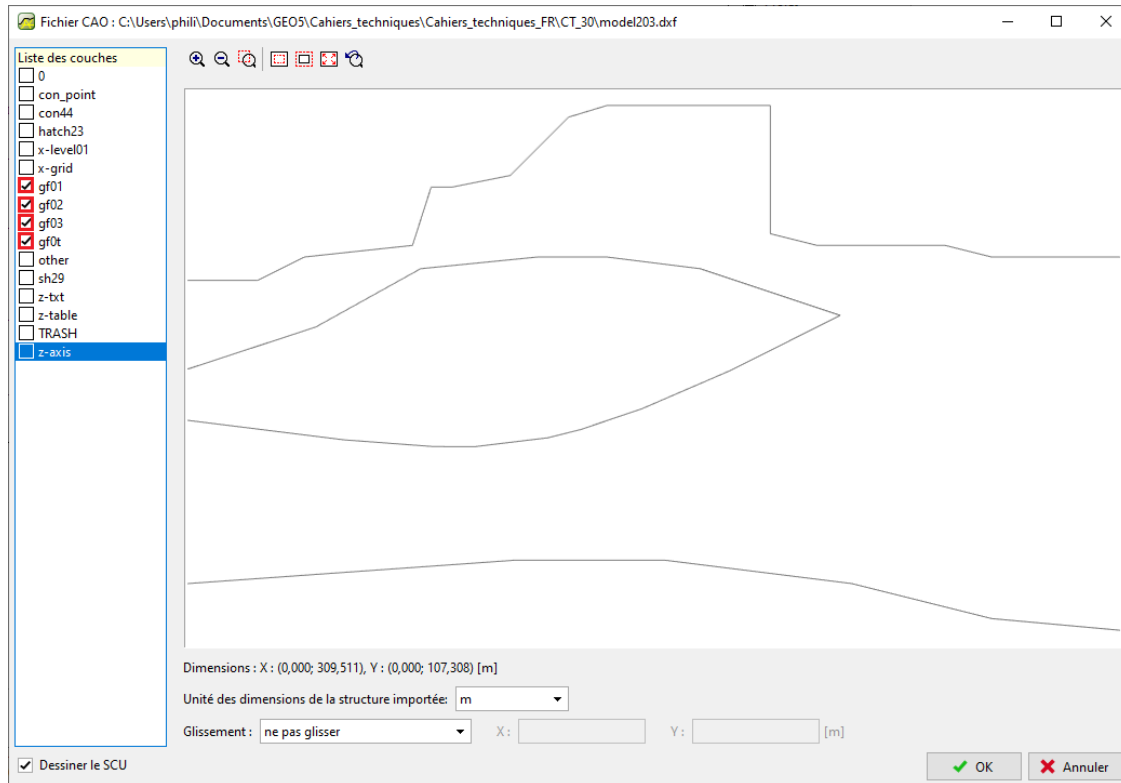 Fichier CAO : C:\Users\phili\Documents\GEO5\Cahiers_techniques\Cahiers_techniques_FR\CT_30\model203.dxf
Liste des couches
0
con_point
con44
hatch23
x-level01
x-grid
gf01
gf02
gf03
gf0t
other
sh29
z-txt
z-table
TRASH
z-axis
Dimensions : X : (0,000; 309,511), Y : (0,000; 107,308) [m]
Unité des dimensions de la structure importée: m
Glissement : ne pas glisser X : Y : [m]
Dessiner le SCU
OK Annuler